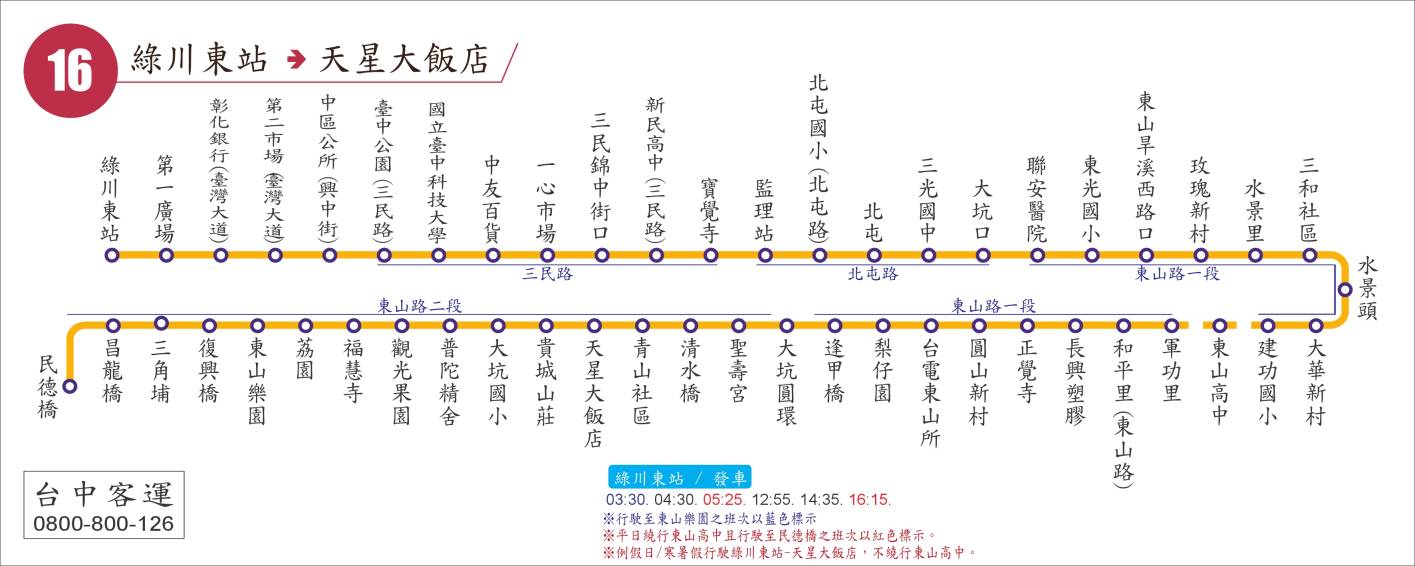 16
綠川東站 → 天星大飯店
綠川東站
第一廣場
彰化銀行(臺灣大道)
第二市場(臺灣大道)
中區公所(興中街)
臺中公園(三民路)
國立臺中科技大學
中友百貨
一心市場
三民錦中街口
新民高中(三民路)
寶覺寺
監理站
北屯國小(北屯路)
北屯
三光國中
大坑口
聯安醫院
東光國小
東山旱溪西路口
玫瑰新村
水景里
三和社區
三民路
北屯路
東山路一段
水景頭
東山路二段
東山路一段
大華新村
建功國小
東山高中
軍功里
和平里(東山路)
長興塑膠
正覺寺
圓山新村
台電東山所
梨仔園
逢甲橋
大坑圓環
聖壽宮
清水橋
青山社區
天星大飯店
貴城山莊
大坑國小
普陀精舍
觀光果園
福慧寺
荔園
東山樂園
復興橋
三角埔
昌龍橋
民德橋
台中客運
0800-800-126
綠川東站 / 發車
03:30. 04:30. 05:25. 12:55. 14:35. 16:15.
※行駛至東山樂園之班次以藍色標示
※平日繞行東山高中且行駛至民德橋之班次以紅色標示。
※例假日/寒暑假行駛綠川東站-天星大飯店，不繞行東山高中。